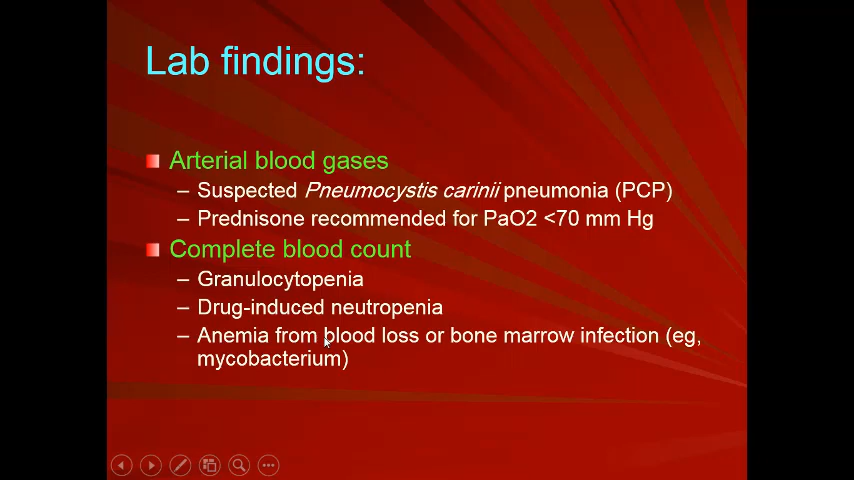 Lab findings:
Arterial blood gases
– Suspected Pneumocystis carinii pneumonia (PCP)
– Prednisone recommended for PaO2 <70 mm Hg
Complete blood count
– Granulocytopenia
– Drug-induced neutropenia
– Anemia from blood loss or bone marrow infection (eg,
mycobacterium)